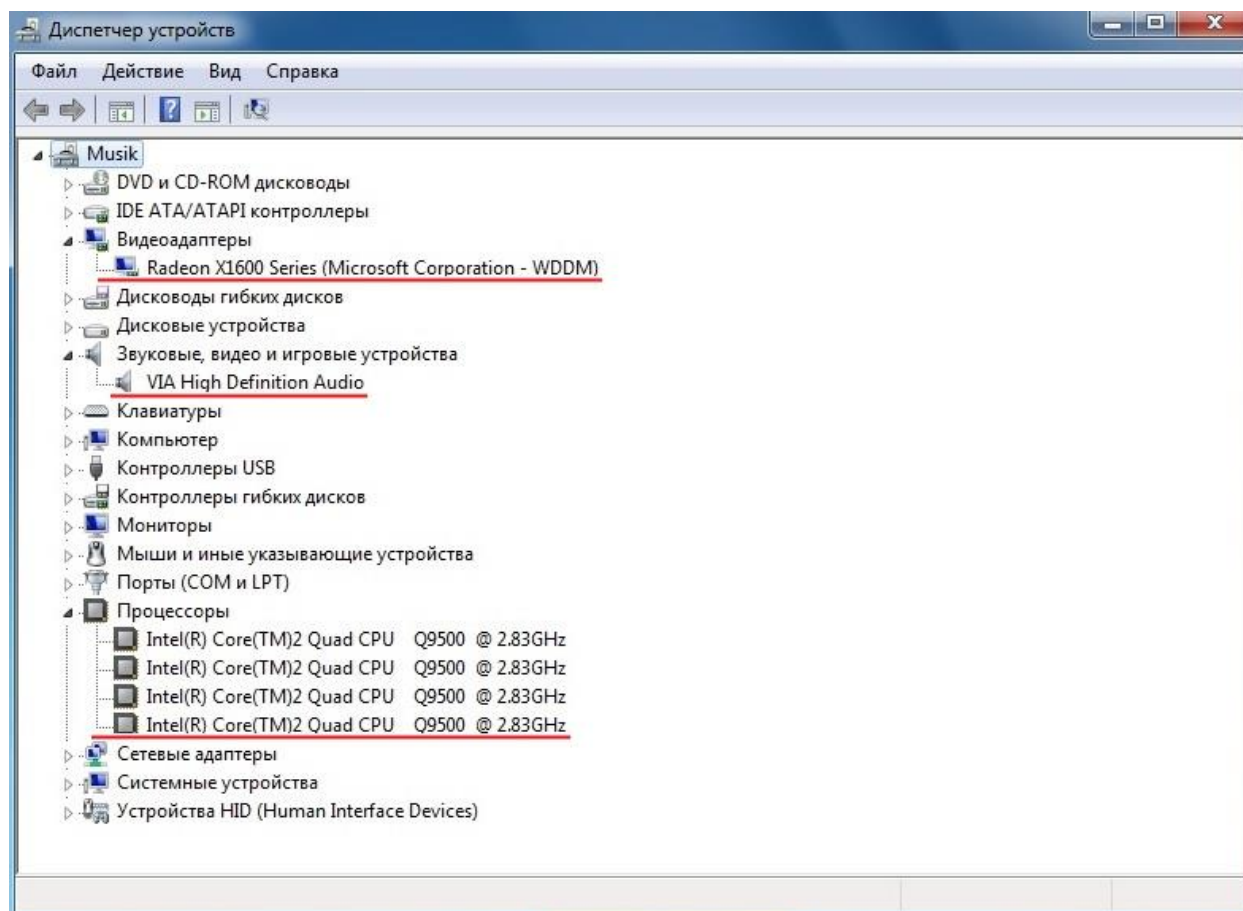 Диспетчер устройств
Файл Действие Вид Справка
Musik
DVD и CD-ROM дисководы
IDE ATA/ATAPI контроллеры
Видеоадаптеры
Radeon X1600 Series (Microsoft Corporation - WDDM)
Дисководы гибких дисков
Дисковые устройства
Звуковые, видео и игровые устройства
VIA High Definition Audio
Клавиатуры
Компьютер
Контроллеры USB
Контроллеры гибких дисков
Мониторы
Мыши и иные указывающие устройства
Порты (COM и LPT)
Процессоры
Intel(R) Core(TM)2 Quad CPU Q9500 @ 2.83GHz
Intel(R) Core(TM)2 Quad CPU Q9500 @ 2.83GHz
Intel(R) Core(TM)2 Quad CPU Q9500 @ 2.83GHz
Intel(R) Core(TM)2 Quad CPU Q9500 @ 2.83GHz
Сетевые адаптеры
Системные устройства
Устройства HID (Human Interface Devices)